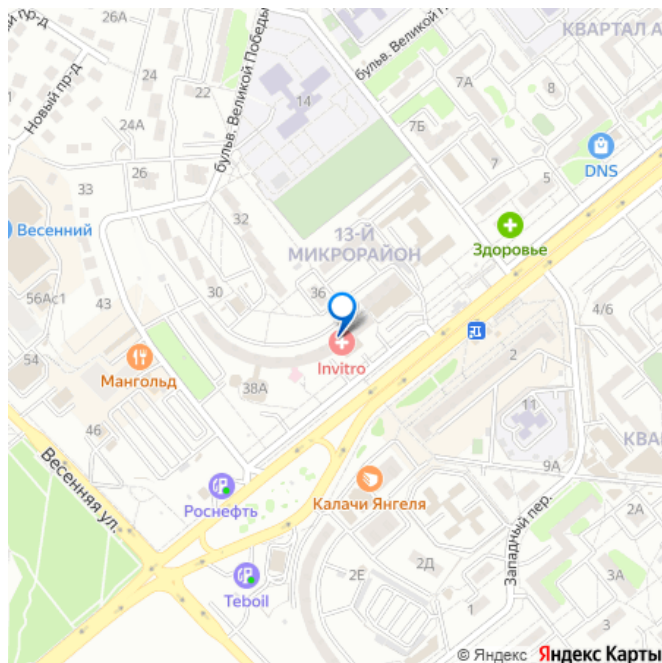 26А
й пр-д
24
22
Новый пр-д
24А
бульв. Великой Победы
14
бульв. Великой П
КВАРТАЛ А
7А
8
7Б
DNS
26
33
7
5
32
Весенний
13-Й
МИКРОРАЙОН
Здоровье
30
36
56Ас1
43
4/6
54
Мангольд
Invitro
2
38А
11
46
КВА
9А
Весенняя ул.
Роснефть
Калачи Янгеля
2А
Западный пер.
Teboil
2Е
2Д
3А
1
3
© Яндекс Яндекс Карты